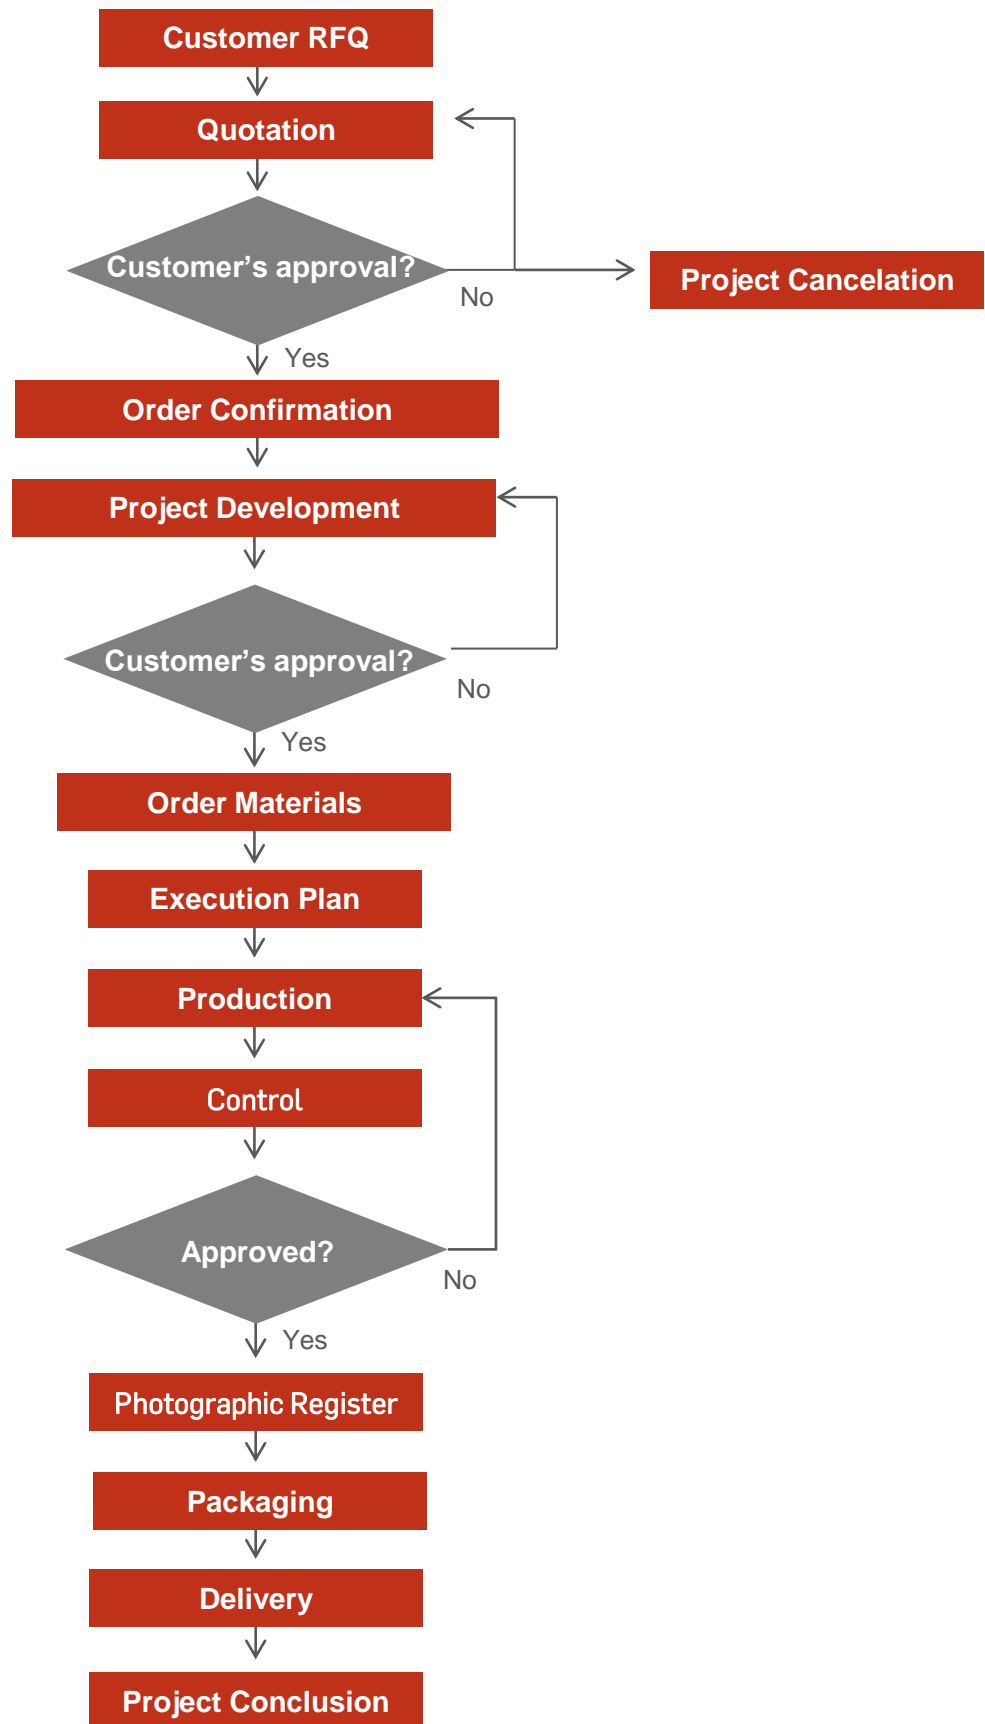 Customer RFQ
Quotation
Customer's approval?
No
Project Cancelation
Yes
Order Confirmation
Project Development
Customer's approval?
No
Yes
Order Materials
Execution Plan
Production
Control
Approved?
No
Yes
Photographic Register
Packaging
Delivery
Project Conclusion